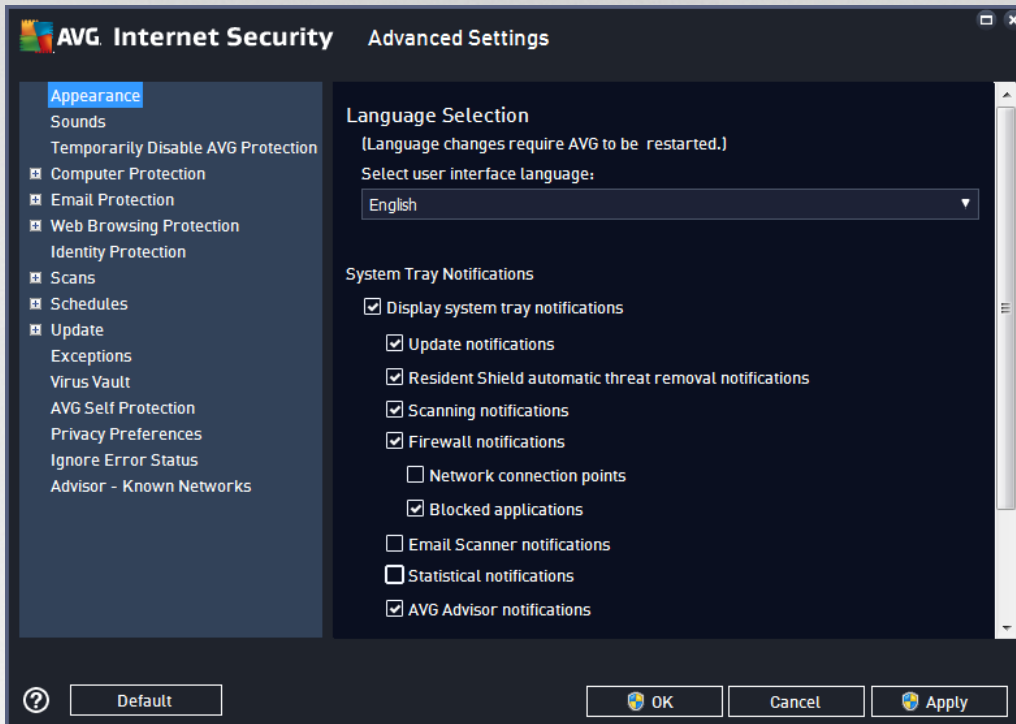 AVG. Internet Security Advanced Settings
Appearance
Sounds
Temporarily Disable AVG Protection
Computer Protection
Email Protection
Web Browsing Protection
Identity Protection
Scans
Schedules
Update
Exceptions
Virus Vault
AVG Self Protection
Privacy Preferences
Ignore Error Status
Advisor - Known Networks
Language Selection
(Language changes require AVG to be restarted.)
Select user interface language:
English
System Tray Notifications
Display system tray notifications
Update notifications
Resident Shield automatic threat removal notifications
Scanning notifications
Firewall notifications
Network connection points
Blocked applications
Email Scanner notifications
Statistical notifications
AVG Advisor notifications
? Default OK Cancel Apply